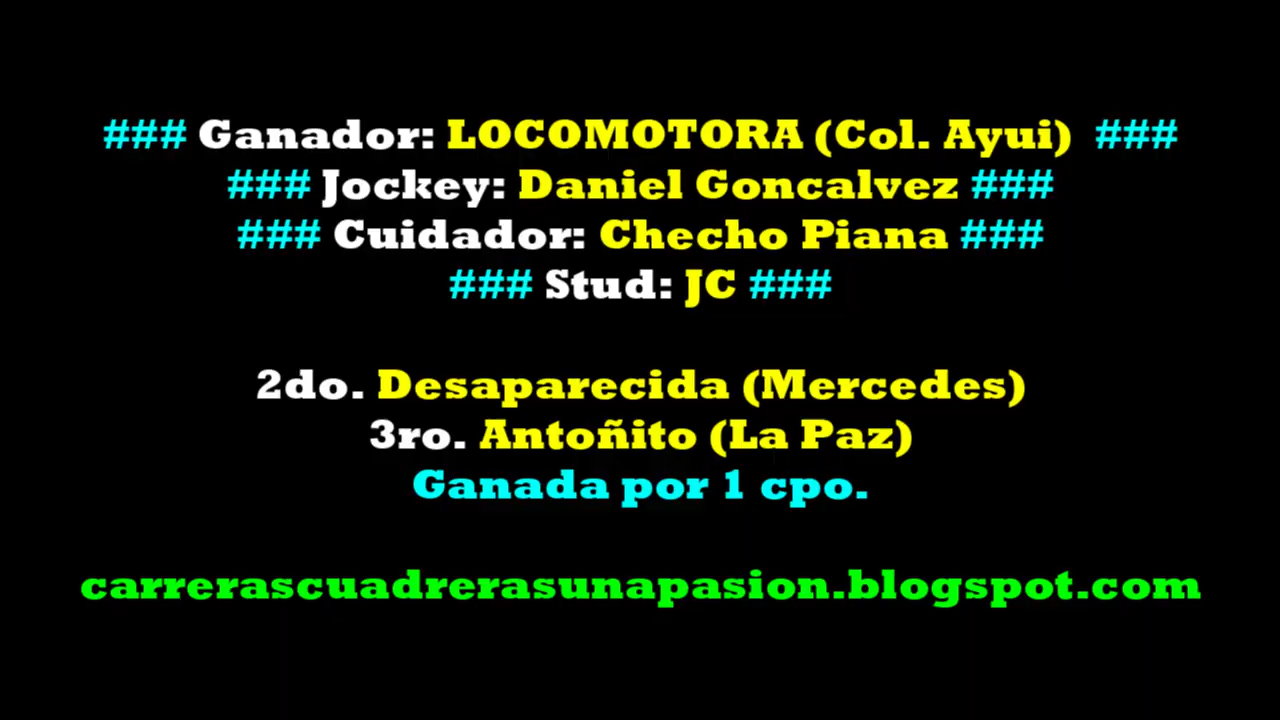 ### Ganador: LOCOMOTORA (Col. Ayui) ###
### Jockey: Daniel Goncalvez ###
### Cuidador: Checho Piana ###
### Stud: JC ###
2do. Desaparecida (Mercedes)
3ro. Antoñito (La Paz)
Ganada por 1 cpo.
carrerascuadrerasunapasion.blogspot.com